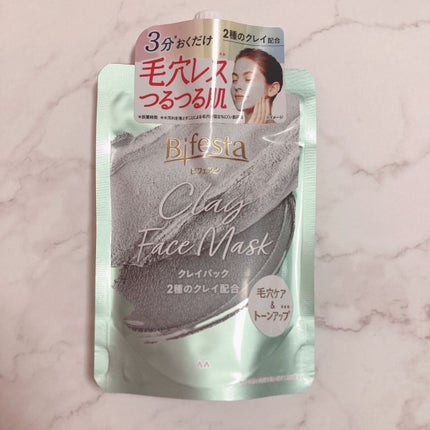 3分*おくだけ
2種のクレイ配合
毛穴レス
つるつる肌
Bifesta
ビフェスタ
Clay
Face Mask
クレイパック
2種のクレイ配合
毛穴ケア
&
トーンアップ